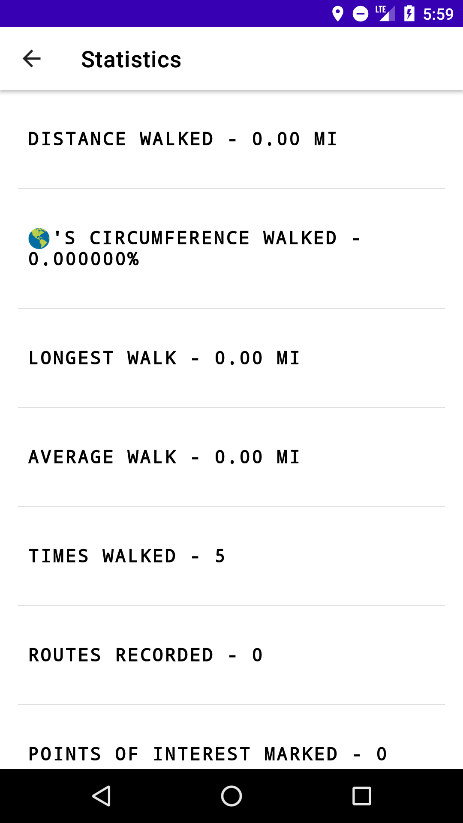 LTE 5:59
Statistics
DISTANCE WALKED - 0.00 MI
🌎'S CIRCUMFERENCE WALKED -
0.000000%
LONGEST WALK - 0.00 MI
AVERAGE WALK - 0.00 MI
TIMES WALKED - 5
ROUTES RECORDED - 0
POINTS OF INTEREST MARKED - 0